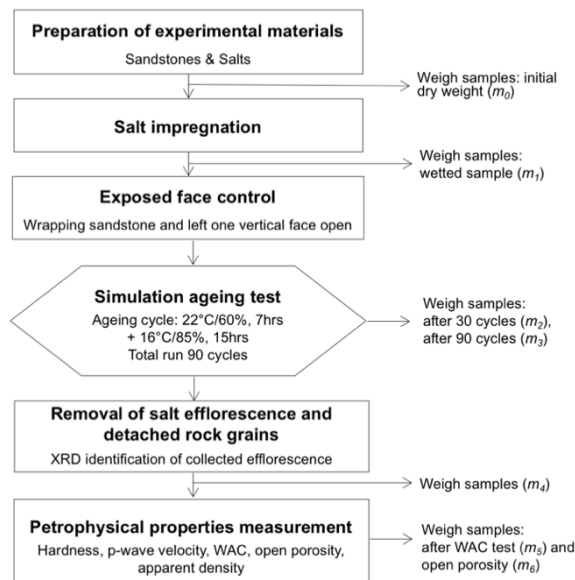 Preparation of experimental materials
Sandstones & Salts
Weigh samples: initial
dry weight (m0)
Salt impregnation
Weigh samples:
wetted sample (m1)
Exposed face control
Wrapping sandstone and left one vertical face open
Simulation ageing test
Ageing cycle: 22°C/60%, 7hrs
+ 16°C/85%, 15hrs
Total run 90 cycles
Weigh samples:
after 30 cycles (m2),
after 90 cycles (m3)
Removal of salt efflorescence and
detached rock grains
XRD identification of collected efflorescence
Weigh samples (m4)
Petrophysical properties measurement
Hardness, p-wave velocity, WAC, open porosity,
apparent density
Weigh samples:
after WAC test (m5) and
open porosity (m6)